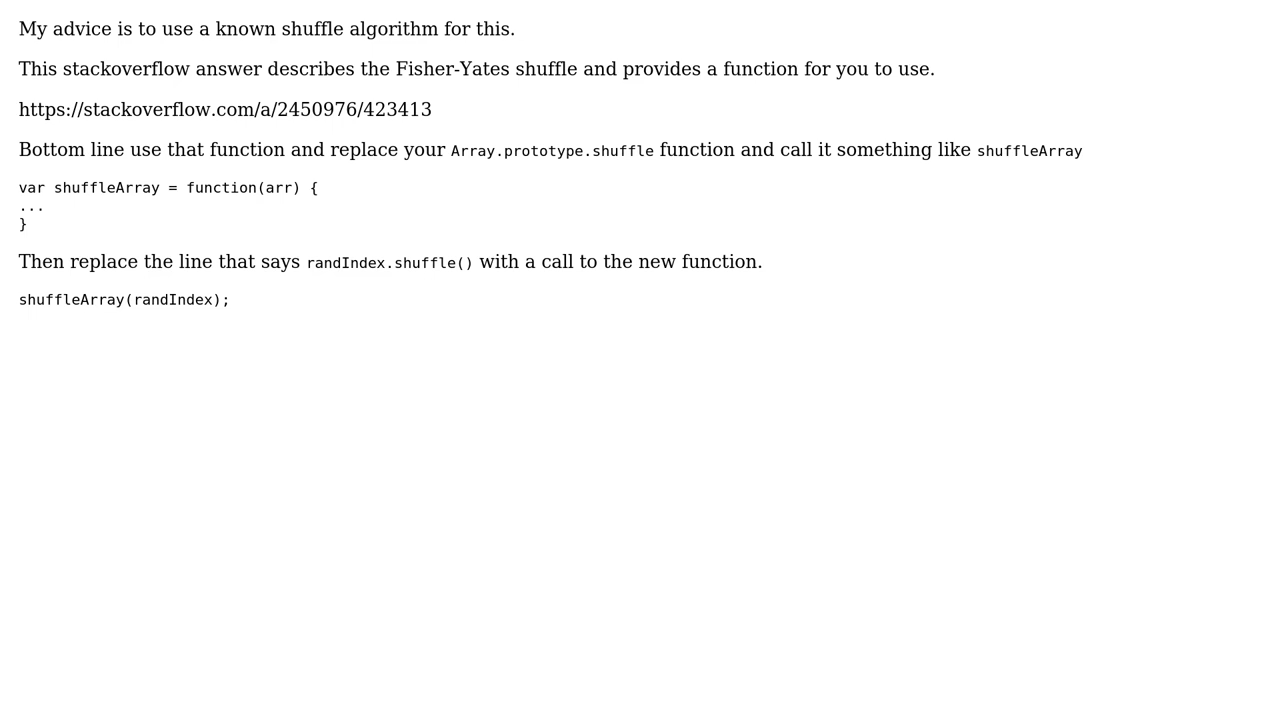 My advice is to use a known shuffle algorithm for this.
This stackoverflow answer describes the Fisher-Yates shuffle and provides a function for you to use.
https://stackoverflow.com/a/2450976/423413
Bottom line use that function and replace your Array.prototype.shuffle function and call it something like shuffleArray
var shuffleArray = function(arr) {
...
}
Then replace the line that says randIndex.shuffle() with a call to the new function.
shuffleArray(randIndex);